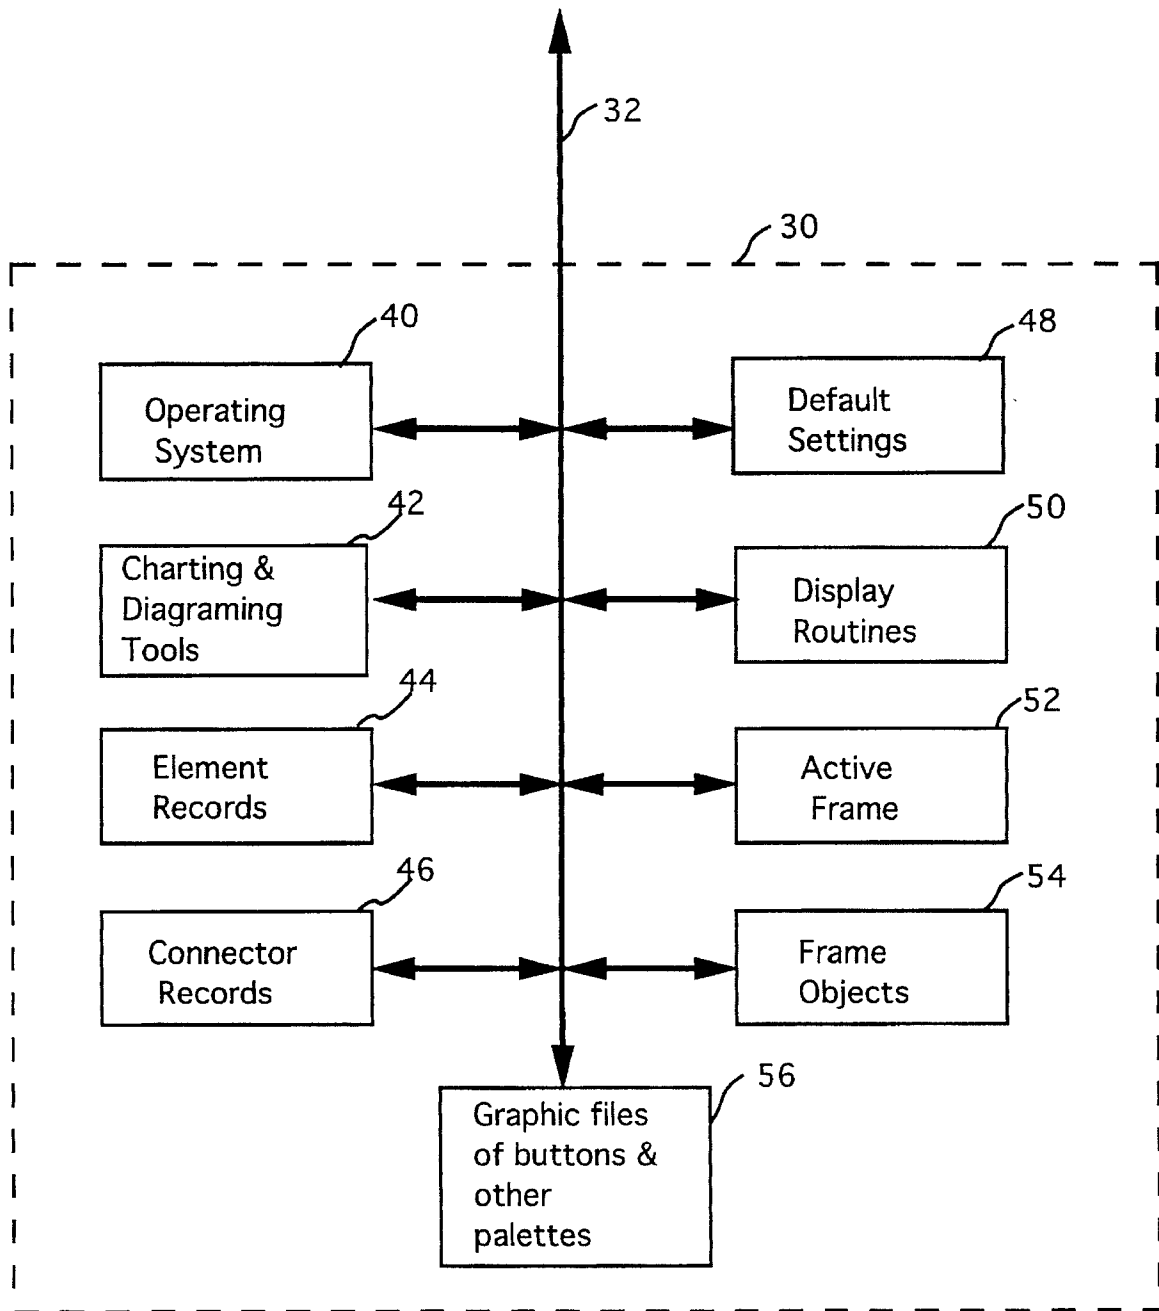 32
30
40
Operating
System
48
Default
Settings
42
Charting &
Diagraming
Tools
50
Display
Routines
44
Element
Records
52
Active
Frame
46
Connector
Records
54
Frame
Objects
56
Graphic files
of buttons &
other
palettes